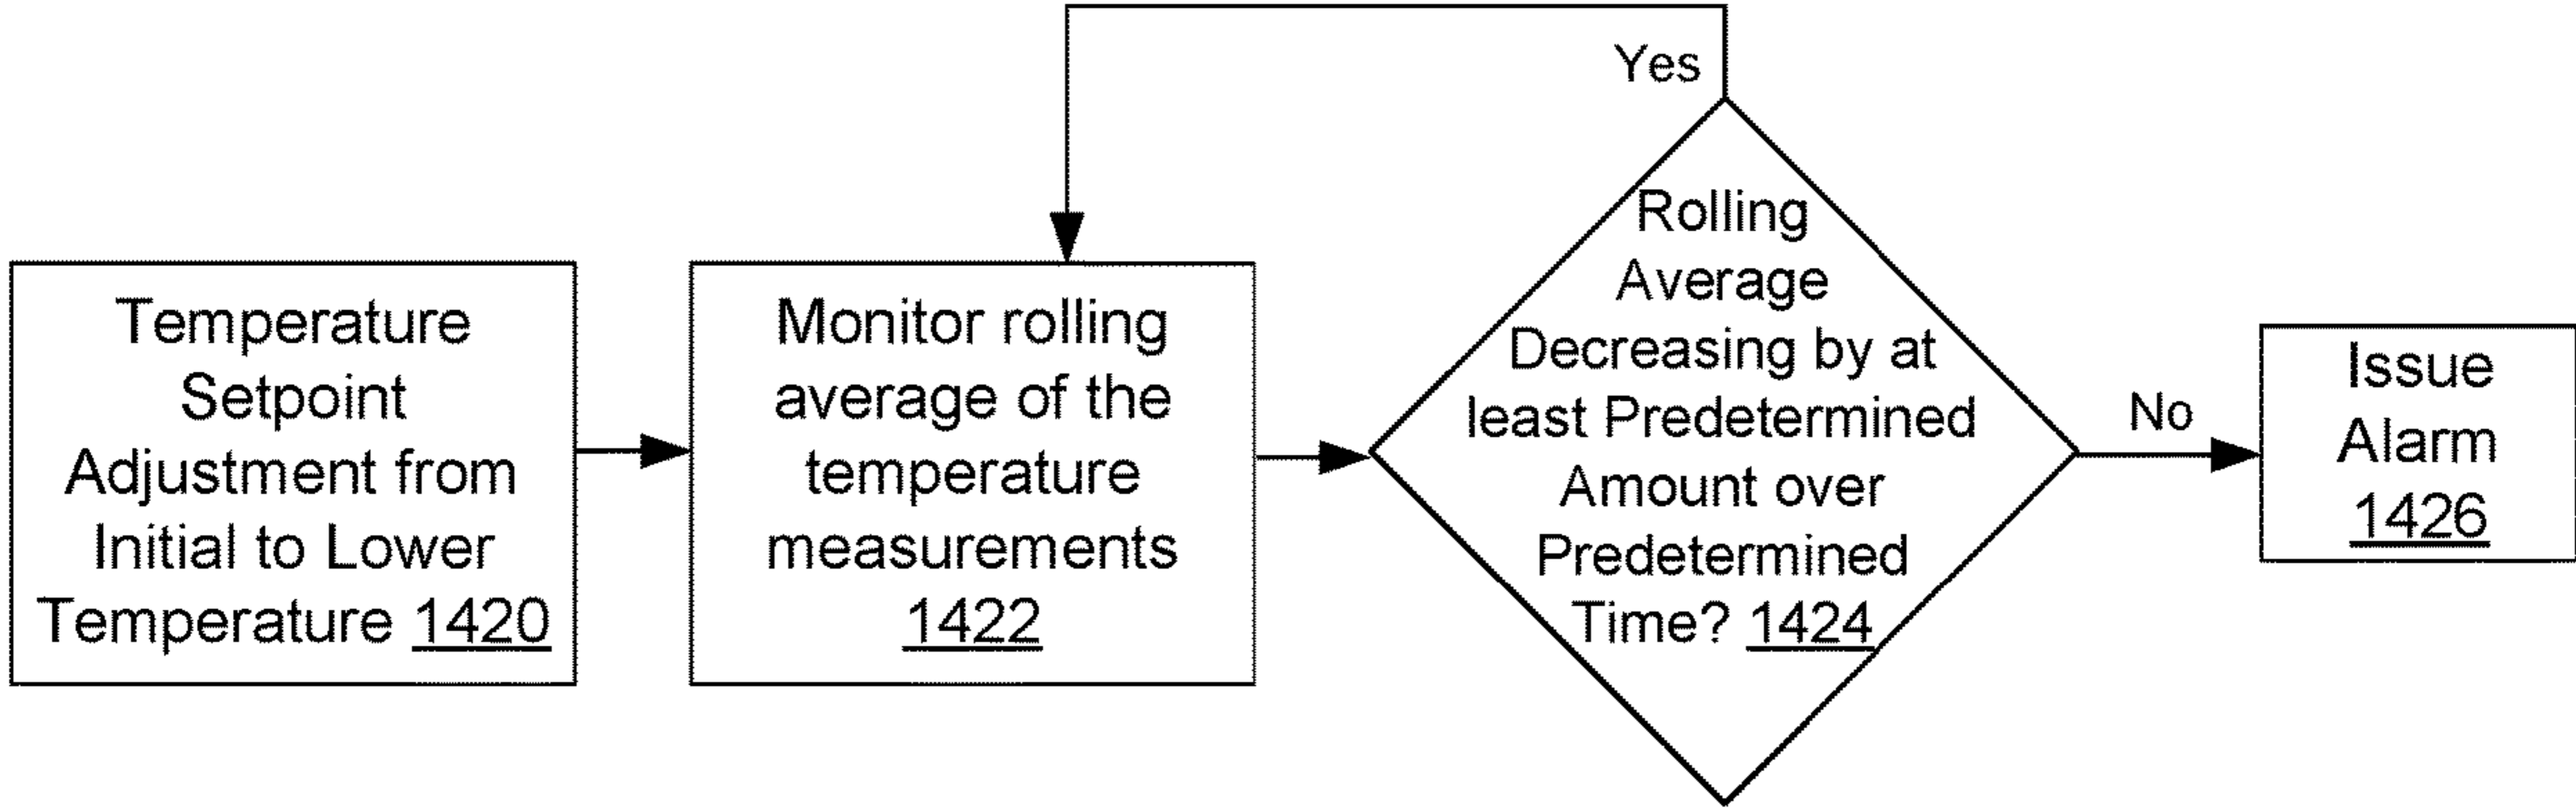 Temperature
Setpoint
Adjustment from
Initial to Lower
Temperature 1420
Monitor rolling
average of the
temperature
measurements
1422
Yes
Rolling
Average
Decreasing by at
least Predetermined
Amount over
Predetermined
Time? 1424
No
Issue
Alarm
1426